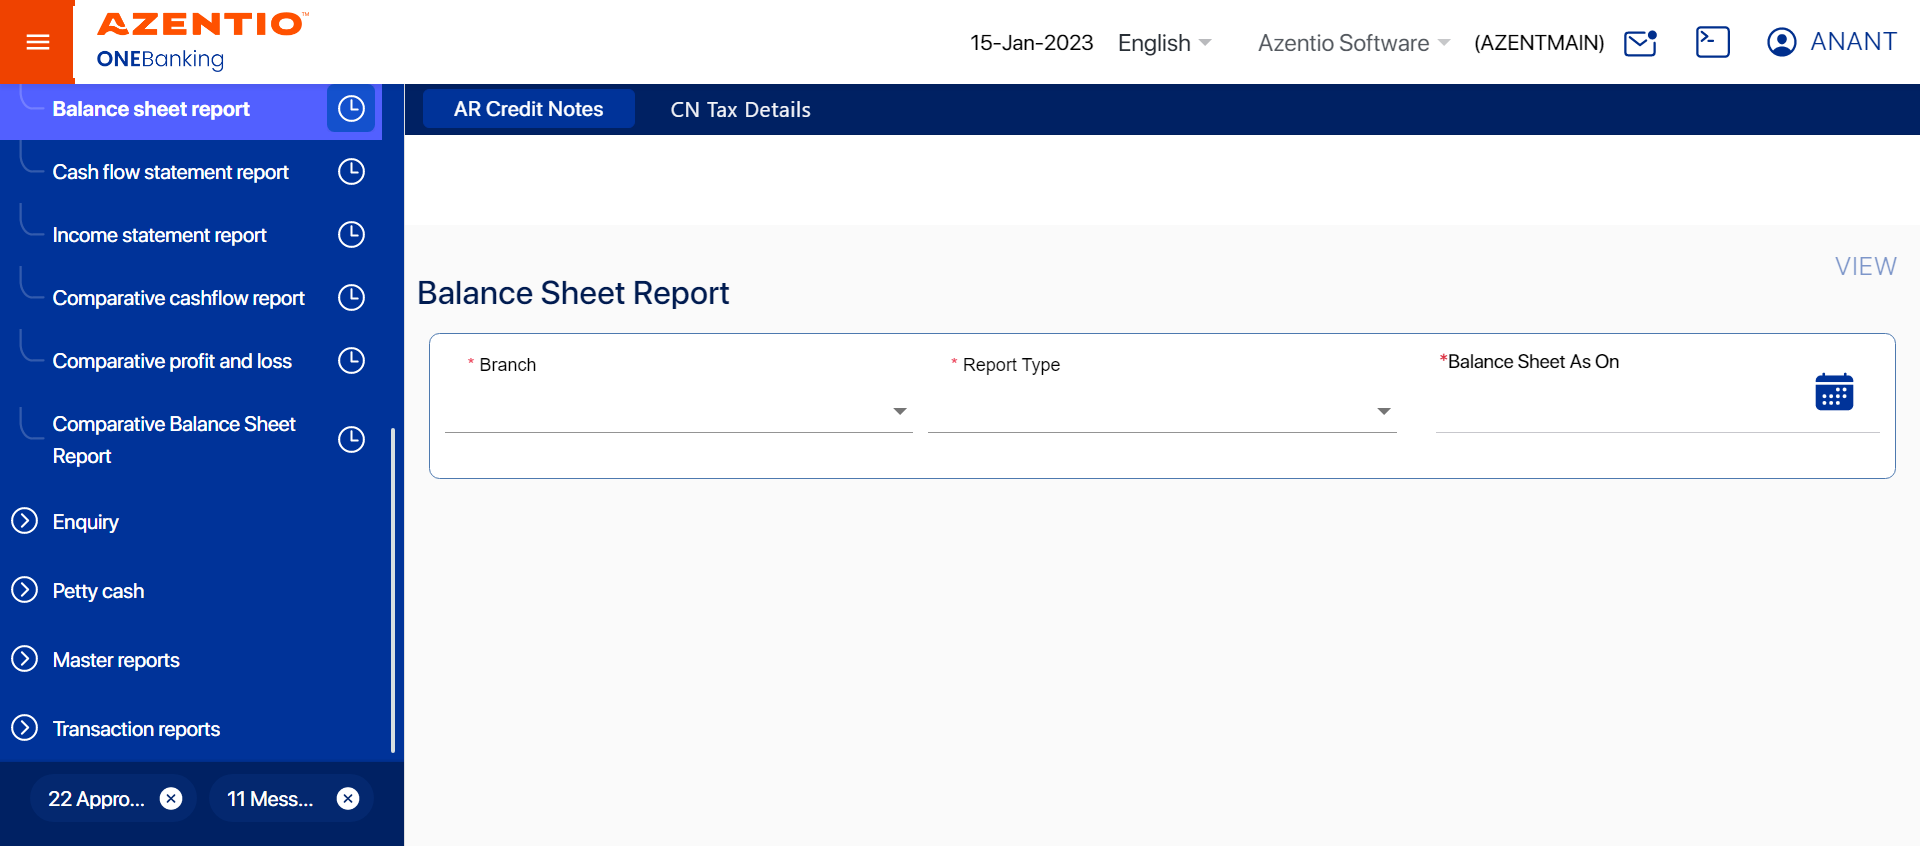 AZENTIO™
ONEBanking
15-Jan-2023
English
Azentio Software
(AZENTMAIN)
ANANT
Balance sheet report
Cash flow statement report
Income statement report
Comparative cashflow report
Comparative profit and loss
Comparative Balance Sheet
Report
Enquiry
Petty cash
Master reports
Transaction reports
22 Appro...
11 Mess...
AR Credit Notes
CN Tax Details
VIEW
Balance Sheet Report
* Branch
* Report Type
*Balance Sheet As On